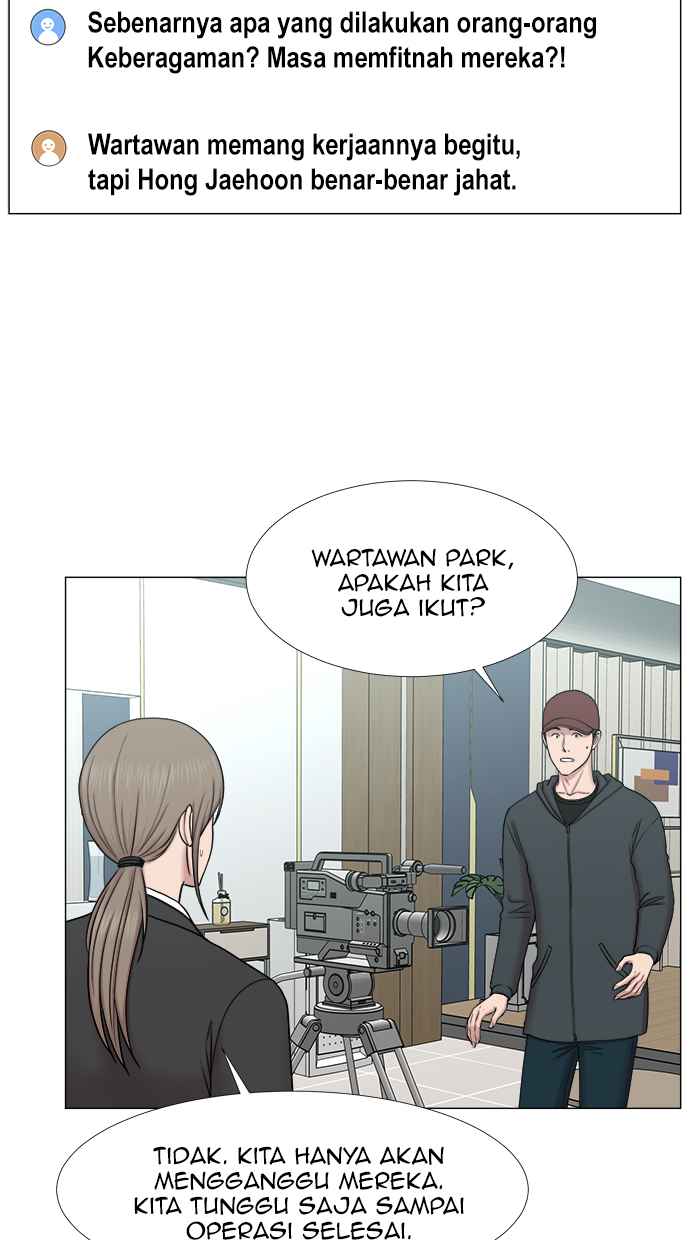 Sebenarnya apa yang dilakukan orang-orang
Keberagaman? Masa memfitnah mereka?!
Wartawan memang kerjaannya begitu,
tapi Hong Jaehoon benar-benar jahat.
WARTAWAN PARK,
APAKAH KITA
JUGA IKUT?
TIDAK. KITA HANYA AKAN
MENGGANGGU MEREKA.
KITA TUNGGU SAJA SAMPAI
OPERASI SELESAI.